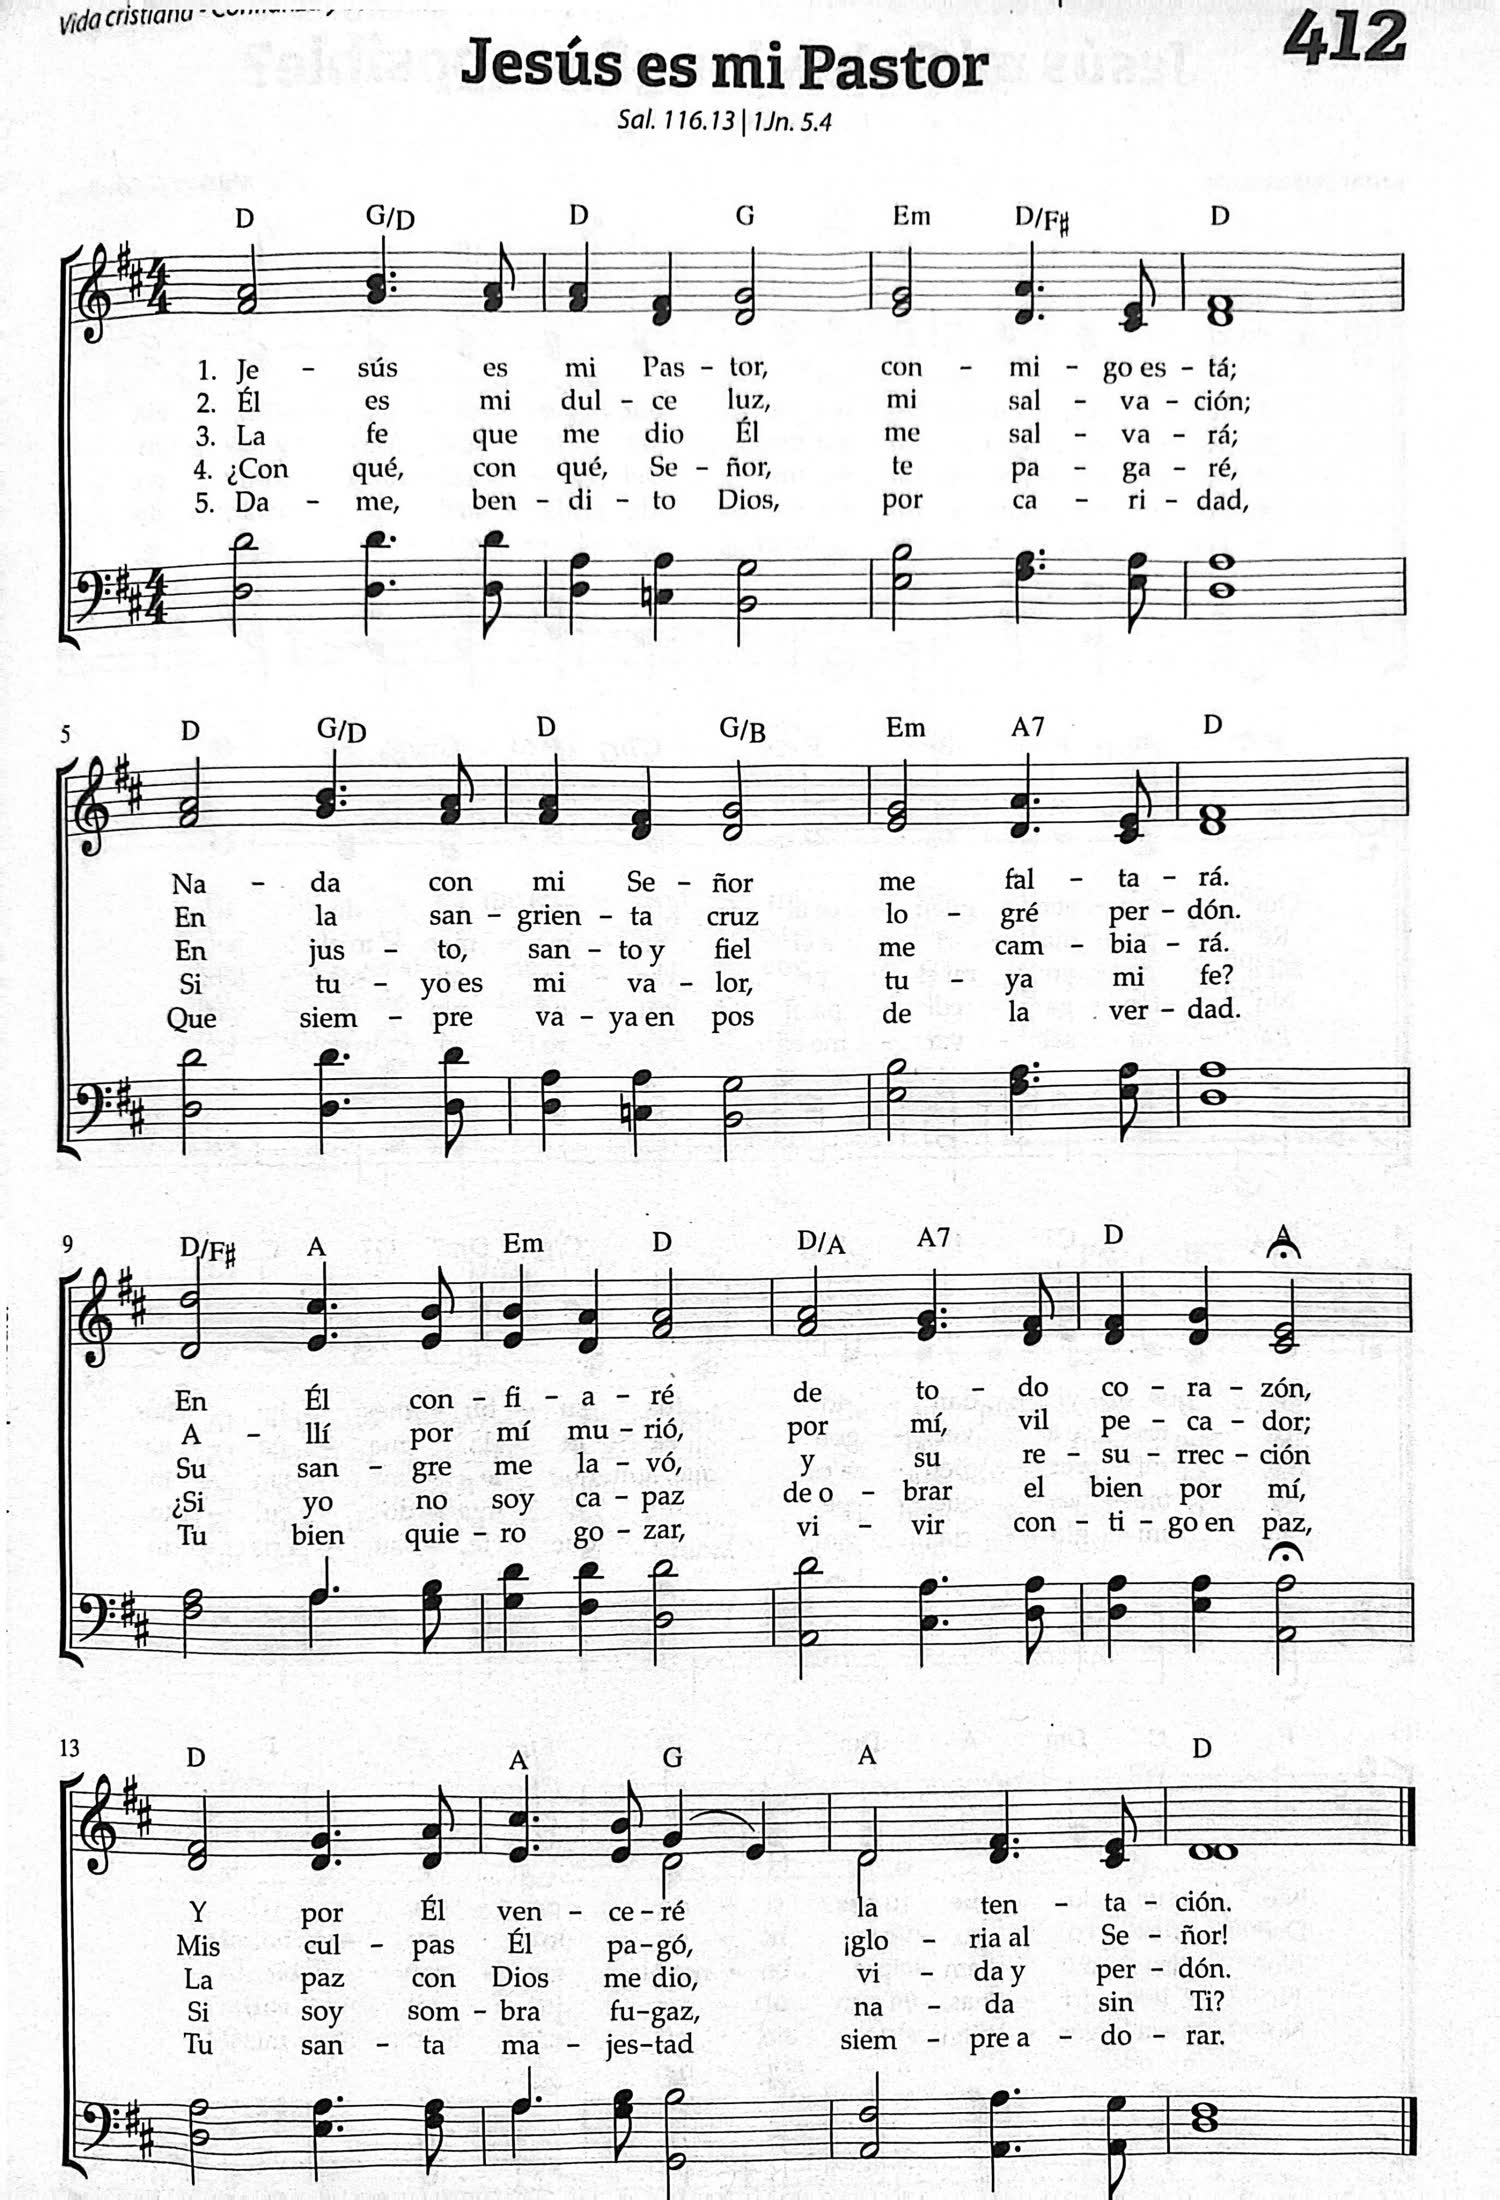 Vida cristiana -
412
Jesús es mi Pastor
Sal. 116.13 | 1Jn. 5.4
D G/D D G Em D/F# D
1. Je - sús es mi Pas - tor, con - mi - go es - tá;
2. Él es mi dul - ce luz, mi sal - va - ción;
3. La fe que me dio Él me sal - va - rá;
4. ¿Con qué, con qué, Se - ñor, te pa - ga - ré,
5. Da - me, ben - di - to Dios, por ca - ri - dad,
5 D G/D D G/B Em A7 D
Na - da con mi Se - ñor me fal - ta - rá.
En la san - grien - ta cruz lo - gré per - dón.
En jus - to, san - to y fiel me cam - bia - rá.
Si tu - yo es mi va - lor, tu - ya mi fe?
Que siem - pre va - ya en pos de la ver - dad.
9 D/F# A Em D D/A A7 D A
En Él con - fi - a - ré de to - do co - ra - zón,
A - llí por mí mu - rió, por mí, vil pe - ca - dor;
Su san - gre me la - vó, y su re - su - rrec - ción
¿Si yo no soy ca - paz de o - brar el bien por mí,
Tu bien quie - ro go - zar, vi - vir con - ti - go en paz,
13 D A G A D
Y por Él ven - ce - ré la ten - ta - ción.
Mis cul - pas Él pa - gó, ¡glo - ria al Se - ñor!
La paz con Dios me dio, vi - da y per - dón.
Si soy som - bra fu - gaz, na - da sin Ti?
Tu san - ta ma - jes - tad siem - pre a - do - rar.